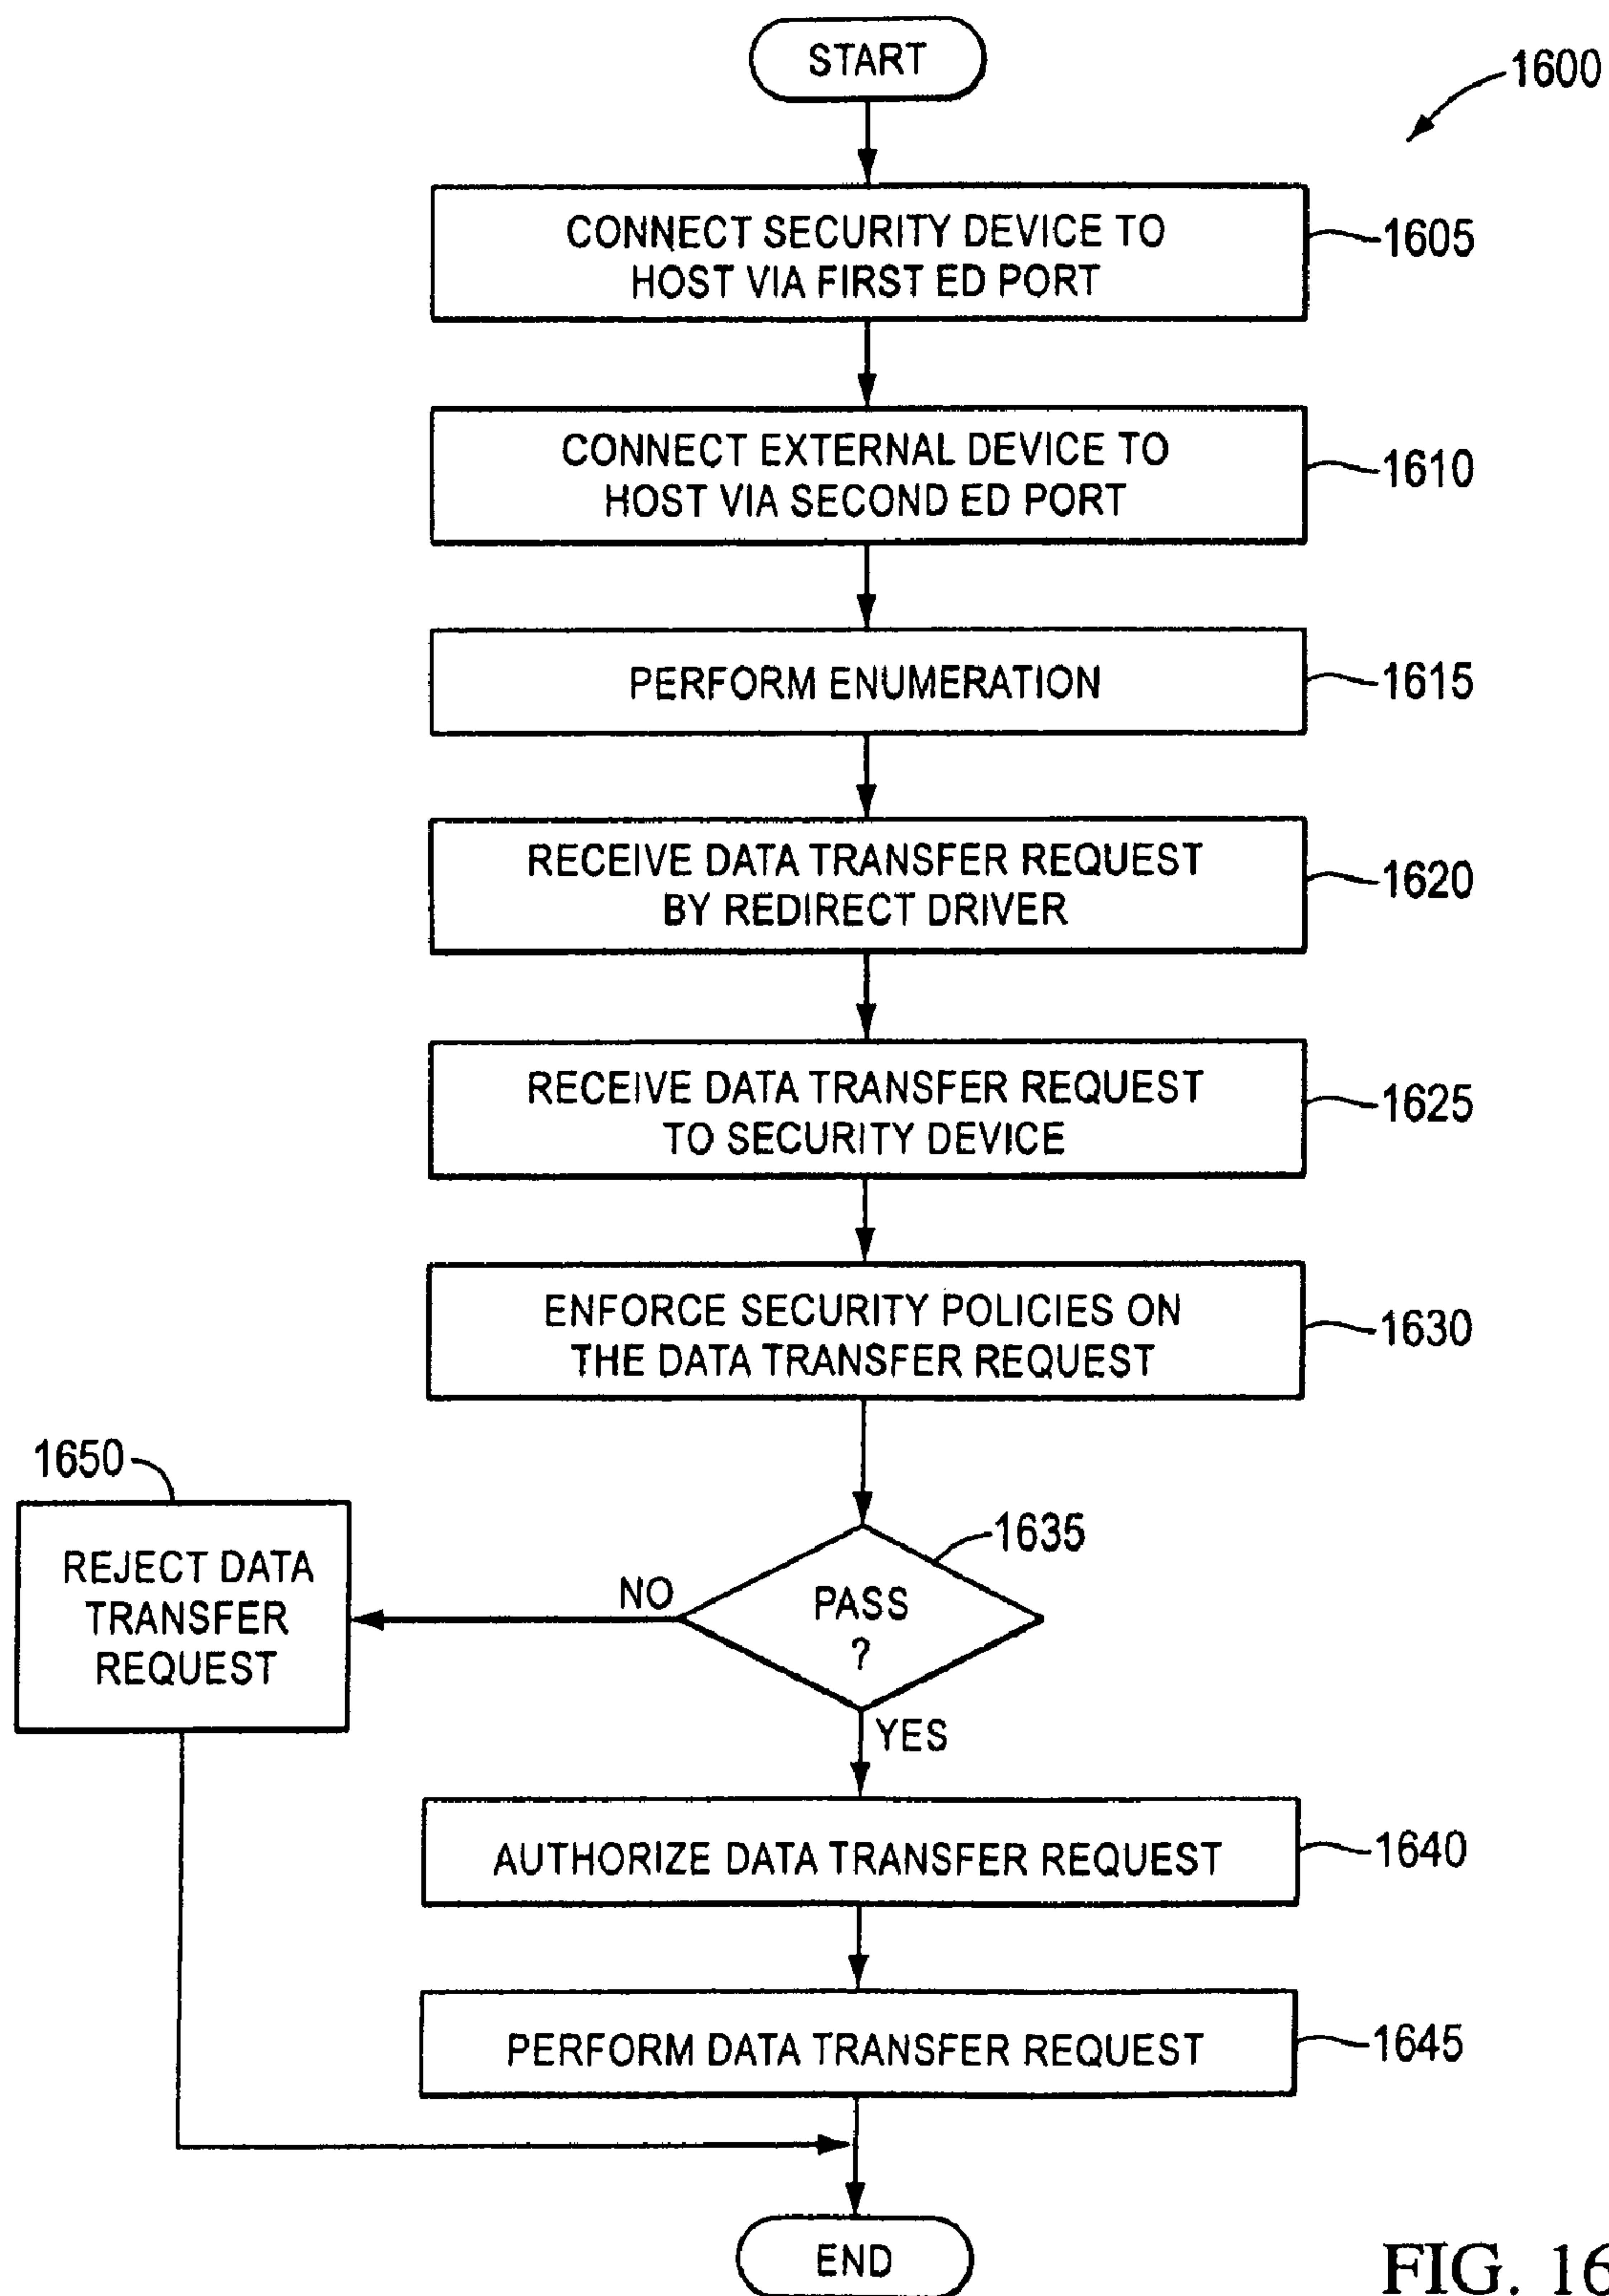 START
1600
CONNECT SECURITY DEVICE TO
HOST VIA FIRST ED PORT
1605
CONNECT EXTERNAL DEVICE TO
HOST VIA SECOND ED PORT
1610
PERFORM ENUMERATION
1615
RECEIVE DATA TRANSFER REQUEST
BY REDIRECT DRIVER
1620
RECEIVE DATA TRANSFER REQUEST
TO SECURITY DEVICE
1625
ENFORCE SECURITY POLICIES ON
THE DATA TRANSFER REQUEST
1630
1650
REJECT DATA
TRANSFER
REQUEST
NO
1635
PASS
?
YES
AUTHORIZE DATA TRANSFER REQUEST
1640
PERFORM DATA TRANSFER REQUEST
1645
END
FIG. 16